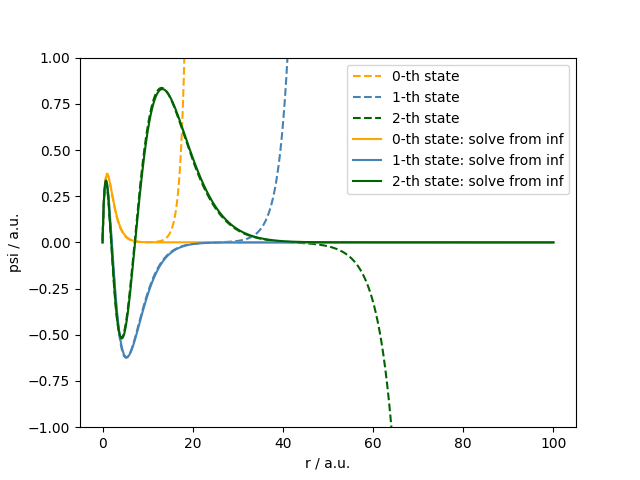 1.00
0.75
0.50
0.25
0.00
−0.25
−0.50
−0.75
−1.00
psi / a.u.
0-th state
1-th state
2-th state
0-th state: solve from inf
1-th state: solve from inf
2-th state: solve from inf
0 20 40 60 80 100
r / a.u.